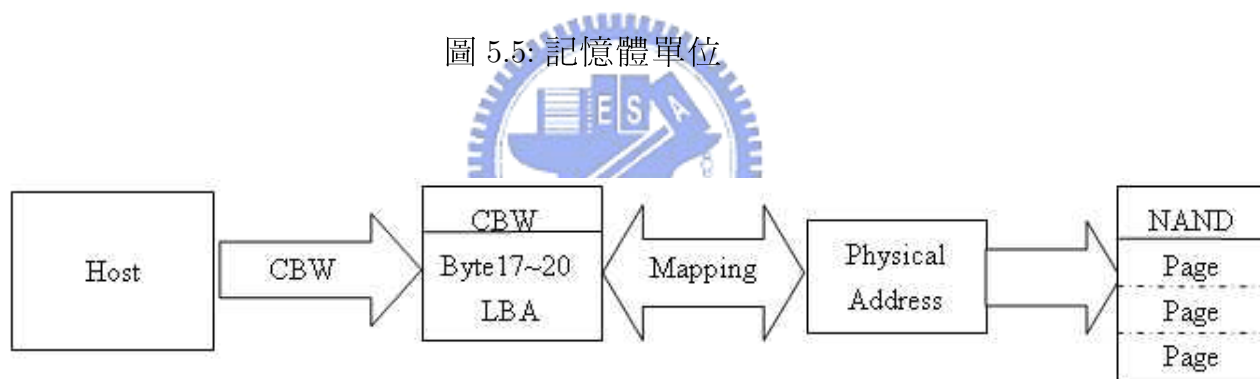 圖 5.5: 記憶體單位
E S A
Host
CBW
CBW
Byte17~20
LBA
Mapping
Physical
Address
NAND
Page
Page
Page